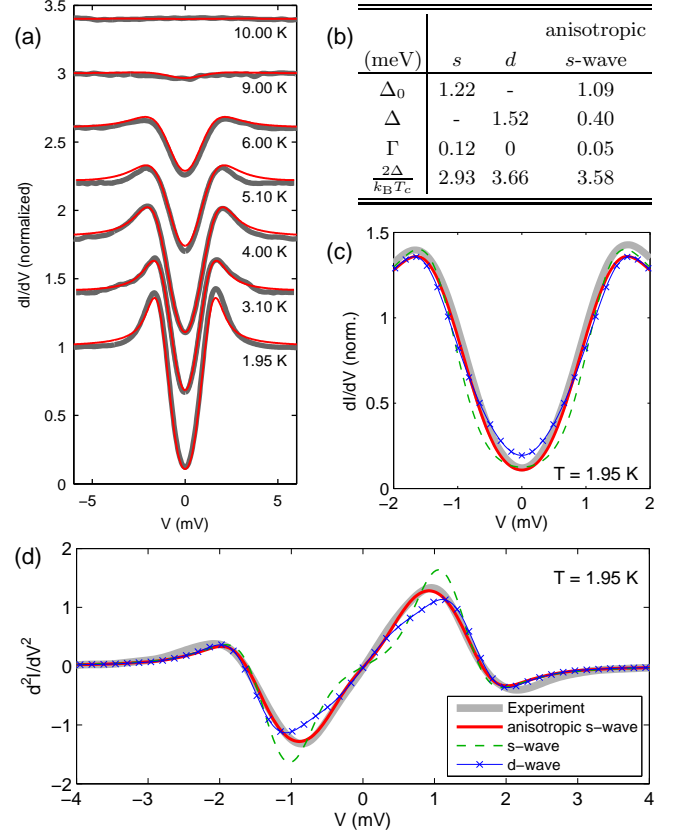 (a)
3.5
3
2.5
2
1.5
1
0.5
0
dI/dV (normalized)
10.00 K
9.00 K
6.00 K
5.10 K
4.00 K
3.10 K
1.95 K
−5 0 5
V (mV)
(b)
anisotropic
(meV) s d s-wave
Δ₀ 1.22 - 1.09
Δ - 1.52 0.40
Γ 0.12 0 0.05
2Δ/k_BT_c 2.93 3.66 3.58
(c)
1.5
1
0.5
0
dI/dV (norm.)
T = 1.95 K
−2 −1 0 1 2
V (mV)
(d)
2
1
0
−1
−2
d²I/dV²
T = 1.95 K
Experiment
anisotropic s−wave
s−wave
d−wave
−4 −3 −2 −1 0 1 2 3 4
V (mV)